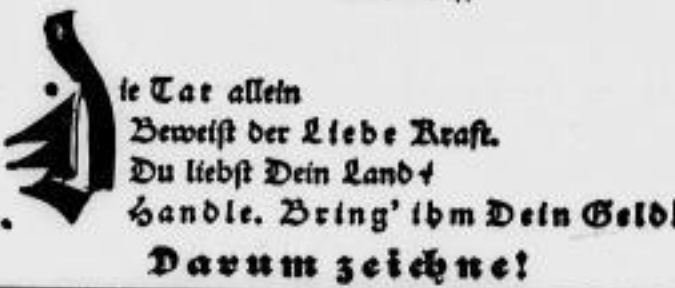 Die Tat allein
Beweist der Liebe Kraft.
Du liebst Dein Land?
Handle. Bring' ihm Dein Geld!
Darum zeichne!